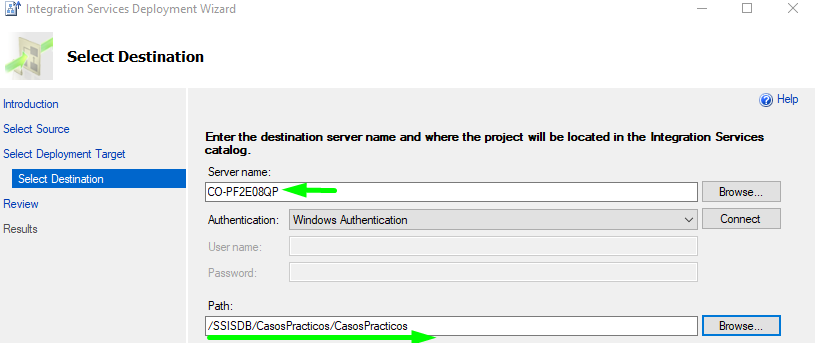 Integration Services Deployment Wizard
Select Destination
Introduction
Select Source
Select Deployment Target
Select Destination
Review
Results
Help
Enter the destination server name and where the project will be located in the Integration Services
catalog.
Server name:
CO-PF2E08QP
Browse...
Authentication:
Windows Authentication
Connect
User name:
Password:
Path:
/SSISDB/CasosPracticos/CasosPracticos
Browse...